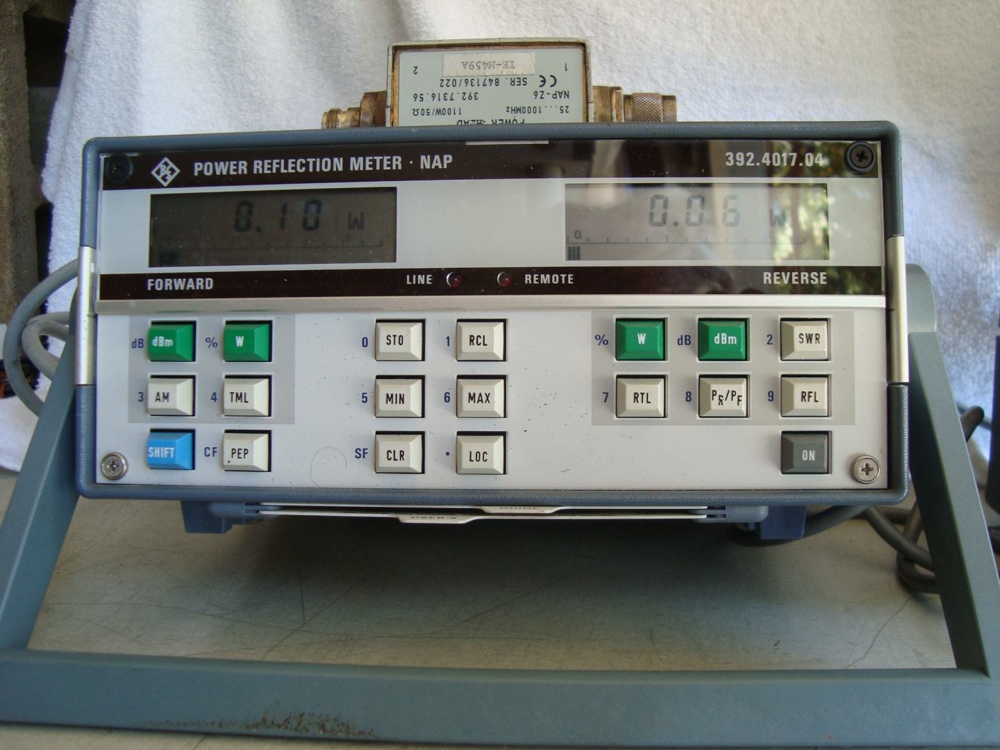 2 TE-M459A 1
CE SER. 847136/022
NAP-Z6 392.7316.56
25...1000MHz 1100W/50Ω
POWER HEAD
R&S POWER REFLECTION METER · NAP 392.4017.04
0.10 W 0.06 W
0
FORWARD LINE REMOTE REVERSE
dB dBm % W 0 STO 1 RCL % W dB dBm 2 SWR
3 AM 4 TML 5 MIN 6 MAX 7 RTL 8 PR/PF 9 RFL
SHIFT CF PEP SF CLR · LOC ON
USER'S GUIDE